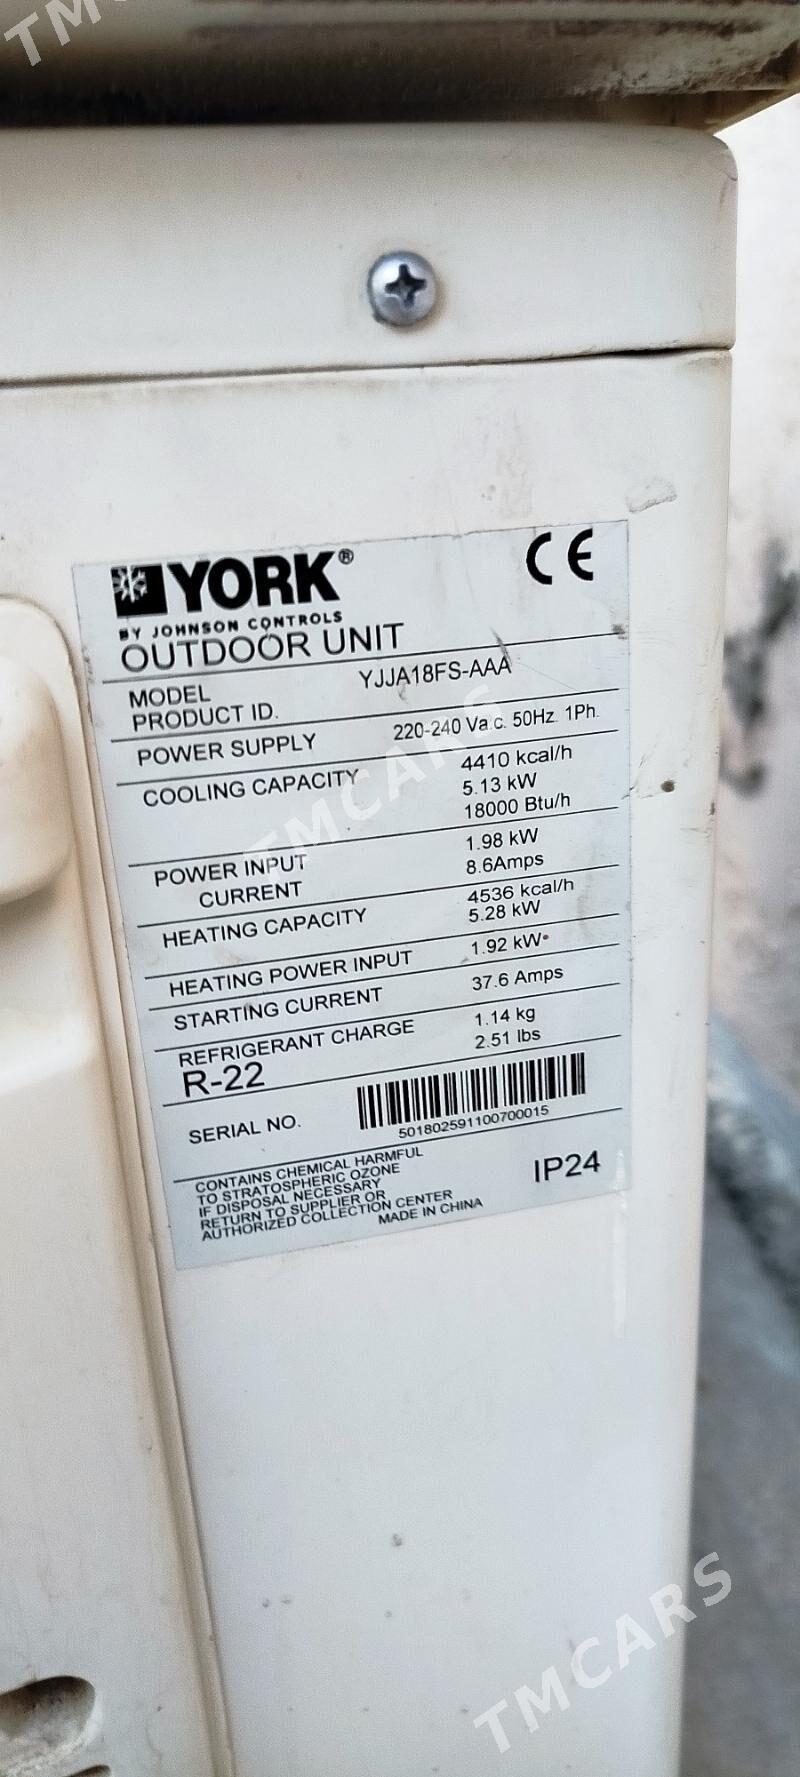 TMCARS
YORK®
BY JOHNSON CONTROLS
CE
OUTDOOR UNIT
MODEL YJJA18FS-AAA
PRODUCT ID.
POWER SUPPLY 220-240 Va.c. 50Hz 1Ph.
COOLING CAPACITY 4410 kcal/h
5.13 kW
18000 Btu/h
POWER INPUT 1.98 kW
CURRENT 8.6Amps
HEATING CAPACITY 4536 kcal/h
5.28 kW
HEATING POWER INPUT 1.92 kW
STARTING CURRENT 37.6 Amps
REFRIGERANT CHARGE 1.14 kg
R-22 2.51 lbs
SERIAL NO. 501802591100700015
CONTAINS CHEMICAL HARMFUL
TO STRATOSPHERIC OZONE
IF DISPOSAL NECESSARY
RETURN TO SUPPLIER OR
AUTHORIZED COLLECTION CENTER
MADE IN CHINA
IP24
TMCARS